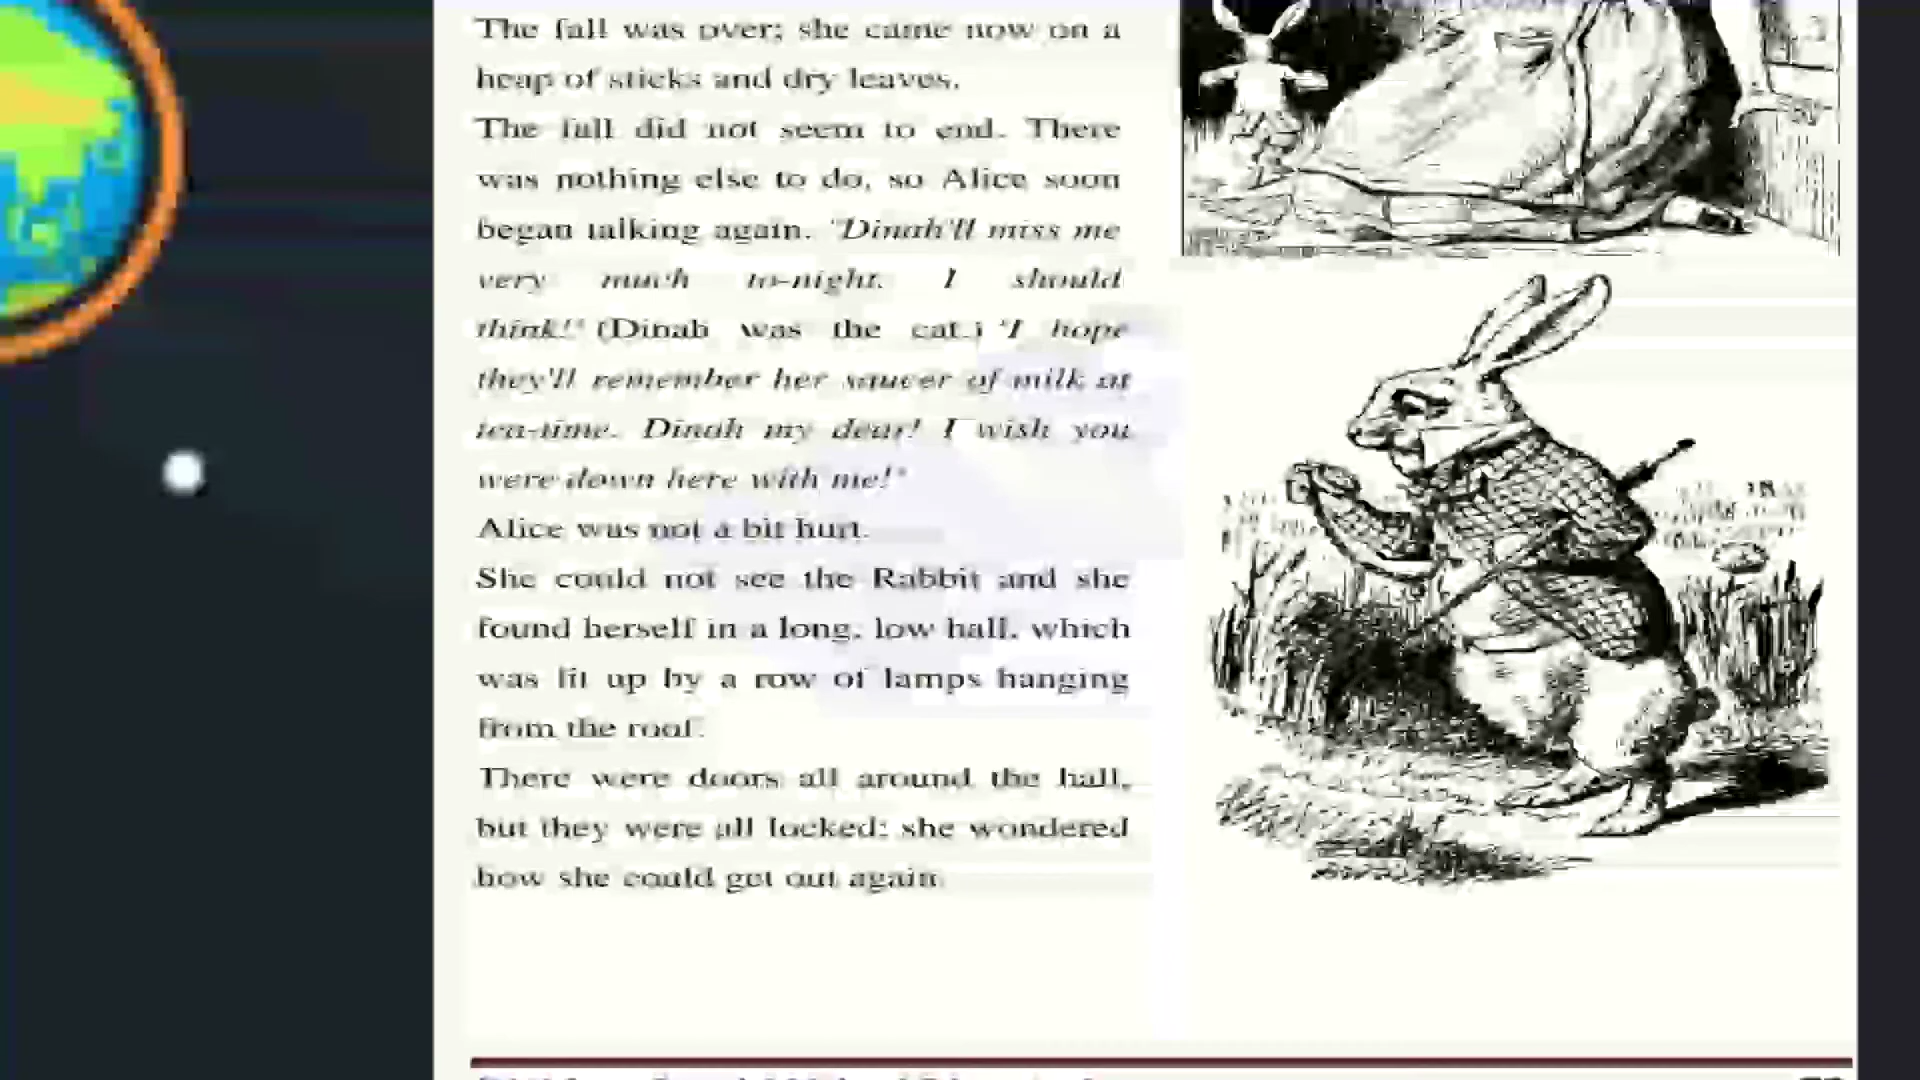 The fall was over; she came now on a
heap of sticks and dry leaves.
The fall did not seem to end. There
was nothing else to do, so Alice soon
began talking again. "Dinah'll miss me
very much to-night, I should
think!" (Dinah was the cat.) "I hope
they'll remember her saucer of milk at
tea-time. Dinah my dear! I wish you
were down here with me!"
Alice was not a bit hurt.
She could not see the Rabbit and she
found herself in a long, low hall, which
was lit up by a row of lamps hanging
from the roof.
There were doors all around the hall,
but they were all locked; she wondered
how she could get out again.